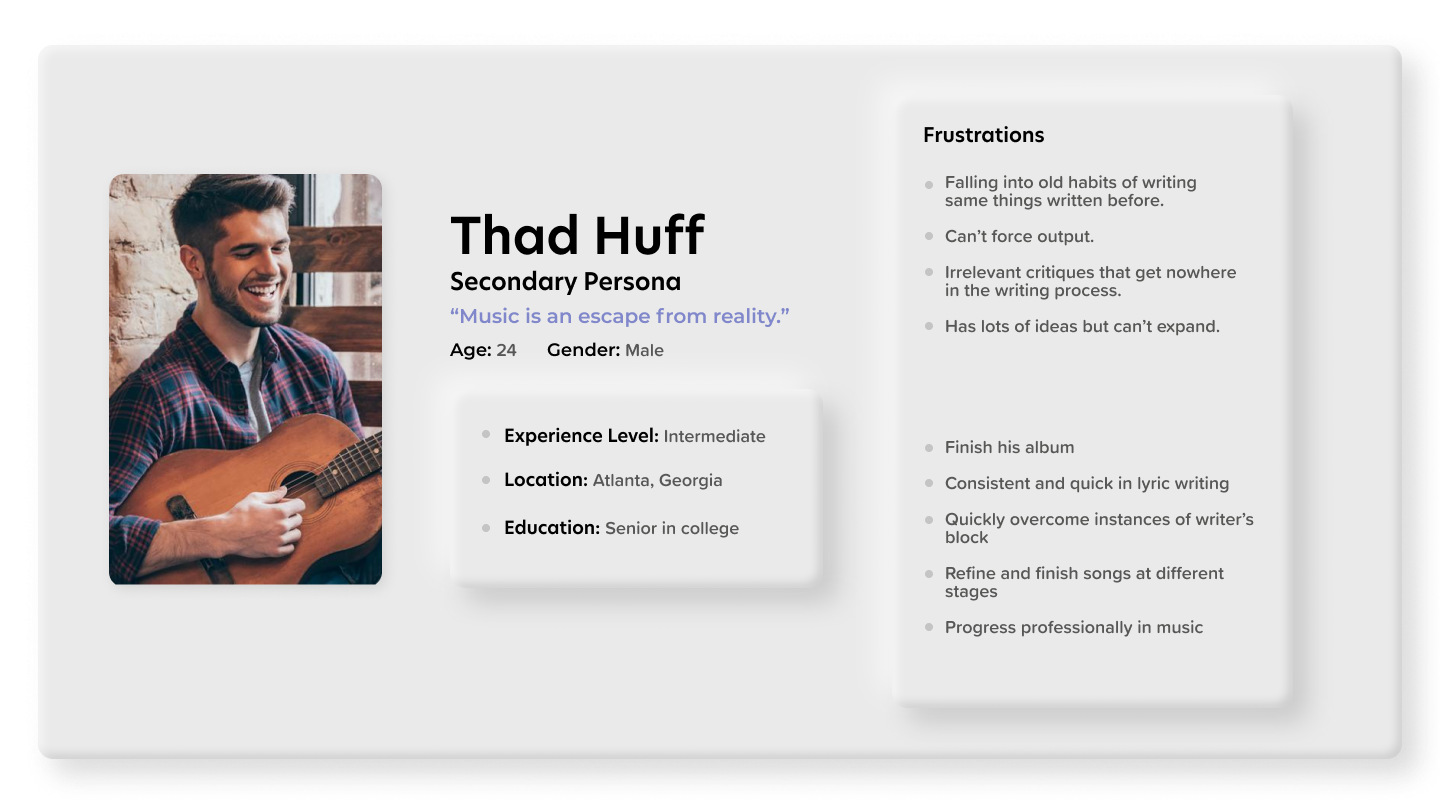 Thad Huff
Secondary Persona
“Music is an escape from reality.”
Age: 24 Gender: Male
Experience Level: Intermediate
Location: Atlanta, Georgia
Education: Senior in college
Frustrations
Falling into old habits of writing
same things written before.
Can’t force output.
Irrelevant critiques that get nowhere
in the writing process.
Has lots of ideas but can’t expand.
Finish his album
Consistent and quick in lyric writing
Quickly overcome instances of writer’s
block
Refine and finish songs at different
stages
Progress professionally in music